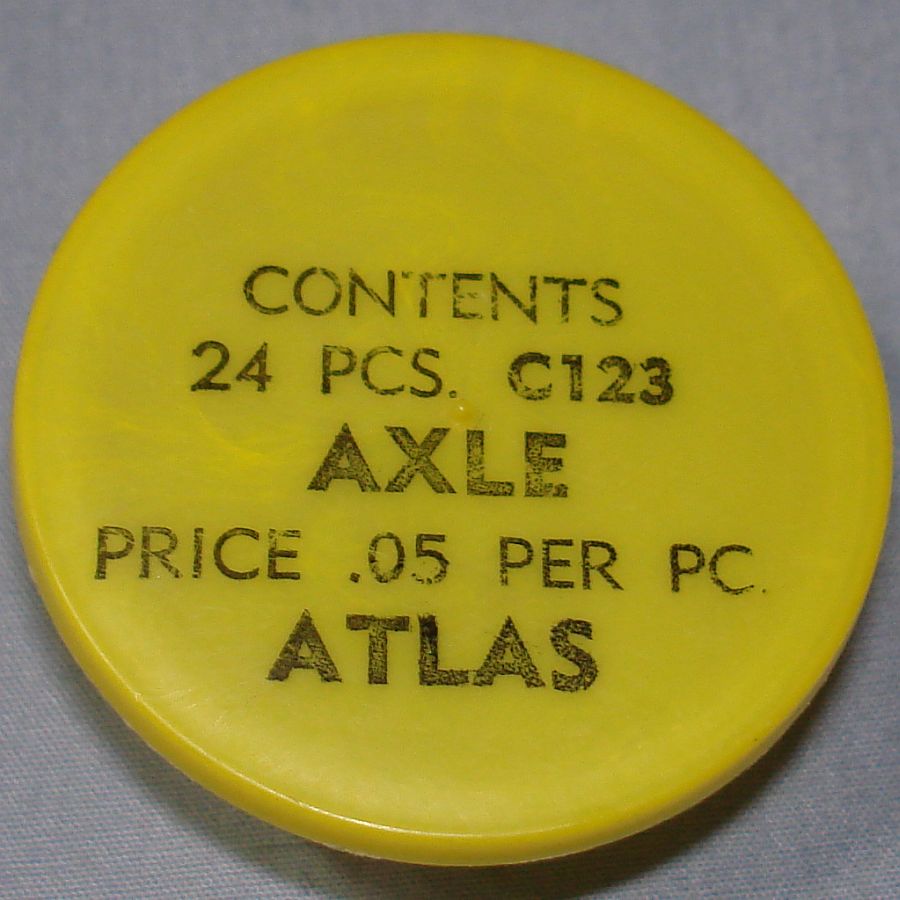 CONTENTS
24 PCS. C123
AXLE
PRICE .05 PER PC.
ATLAS